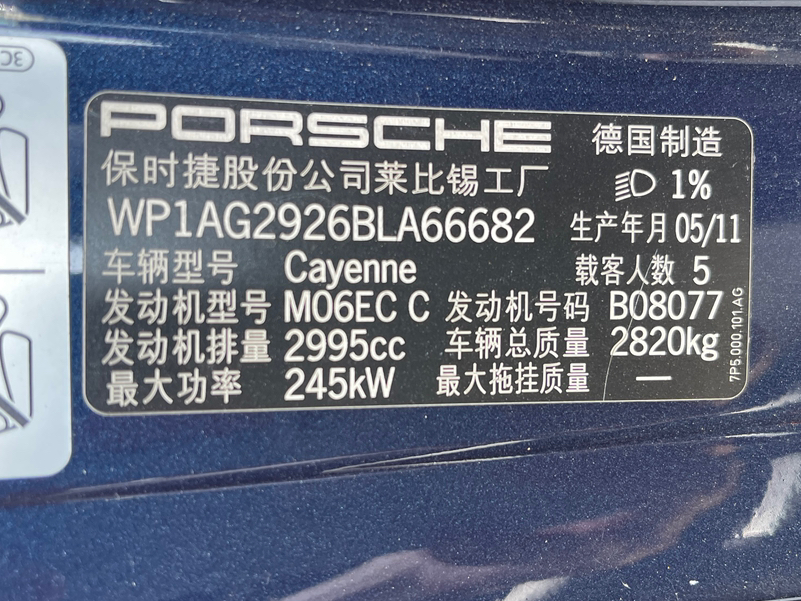 PORSCHE 德国制造
保时捷股份公司莱比锡工厂 1%
WP1AG2926BLA66682 生产年月 05/11
车辆型号 Cayenne 载客人数 5
发动机型号 M06EC C 发动机号码 B08077
发动机排量 2995cc 车辆总质量 2820kg
最大功率 245kW 最大拖挂质量 —
7P5.000.101.AG